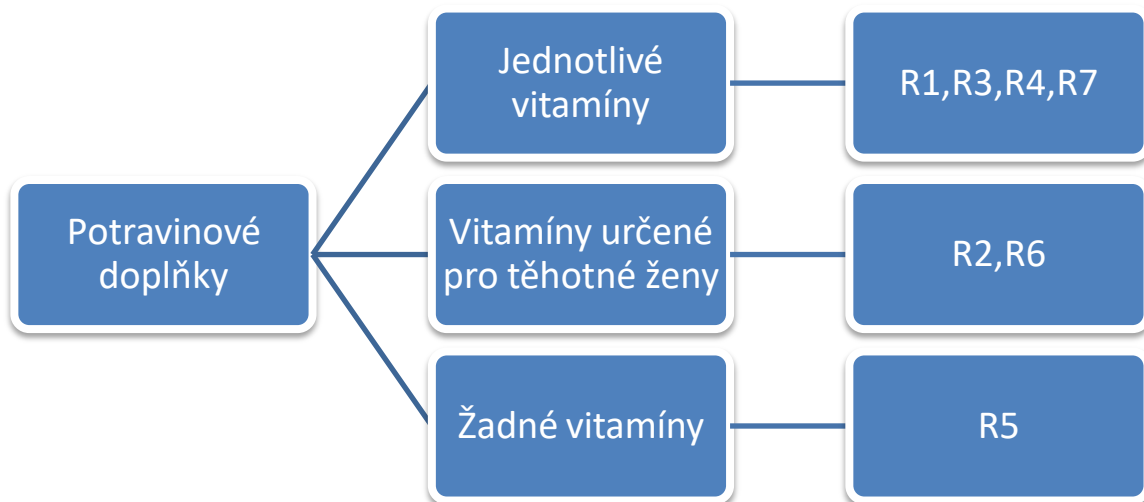 Potravinové
doplňky
Jednotlivé
vitamíny
R1,R3,R4,R7
Vitamíny určené
pro těhotné ženy
R2,R6
Žadné vitamíny
R5